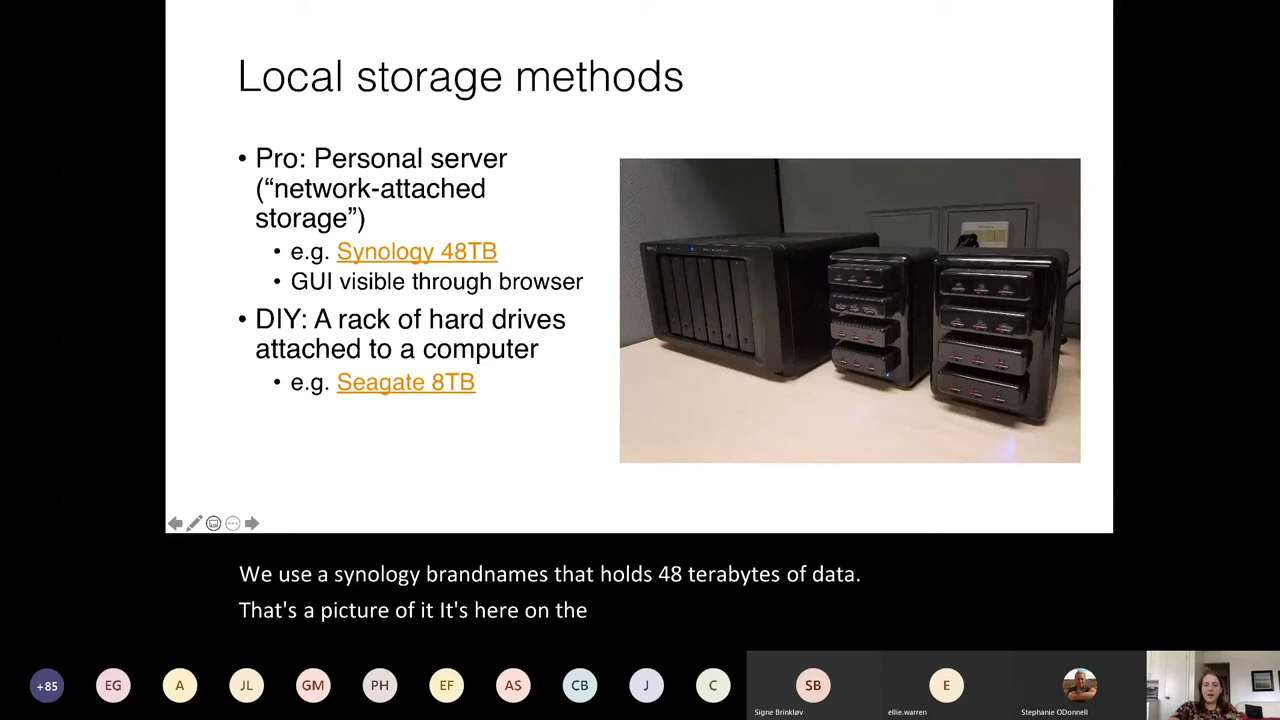 Local storage methods
• Pro: Personal server
(“network-attached
storage”)
• e.g. Synology 48TB
• GUI visible through browser
• DIY: A rack of hard drives
attached to a computer
• e.g. Seagate 8TB
We use a synology brandnames that holds 48 terabytes of data.
That's a picture of it It's here on the
+85
EG
A
JL
GM
PH
EF
AS
CB
J
C
SB
E
Signe Brinkløv
ellie.warren
Stephanie ODonnell